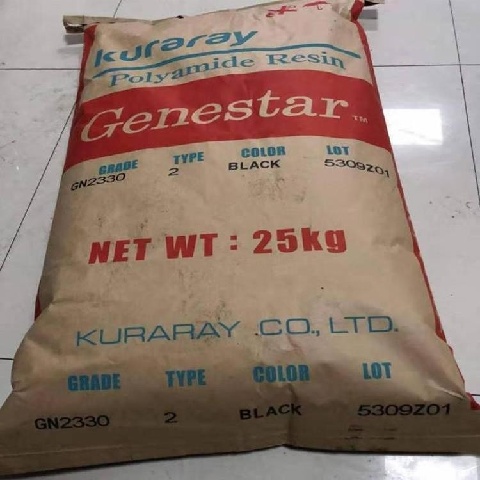 kuraray
Polyamide Resin
Genestar™
GRADE TYPE COLOR LOT
GN2330 2 BLACK 5309Z01
NET WT : 25kg
KURARAY .CO., LTD.
GRADE TYPE COLOR LOT
GN2330 2 BLACK 5309Z01